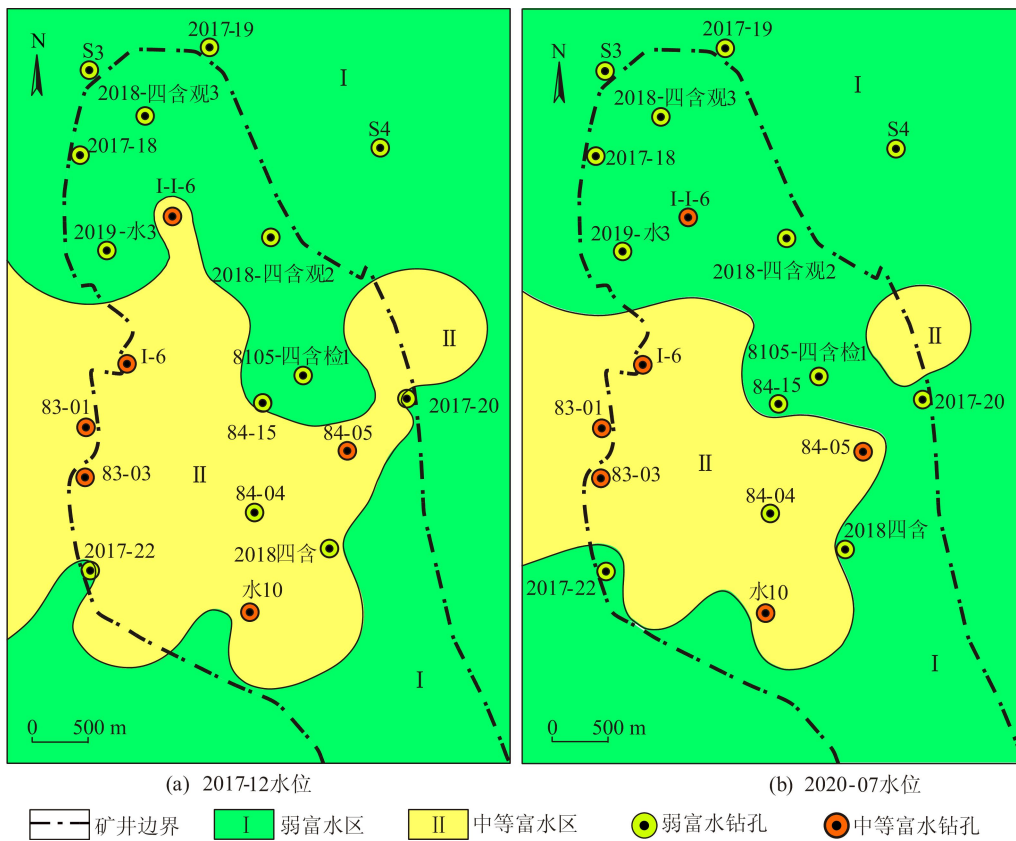 2017-19
N
S3
I
2018-四含观3
S4
2017-18
I-I-6
2019-水3
2018-四含观2
II
8105-四含检1
I-6
2017-20
83-01
84-15
84-05
83-03
II
84-04
2018四含
2017-22
水10
I
0 500 m
(a) 2017-12水位
2017-19
N
S3
I
2018-四含观3
S4
2017-18
I-I-6
2019-水3
2018-四含观2
II
8105-四含检1
I-6
84-15
2017-20
83-01
84-05
83-03
II
84-04
2018四含
2017-22
水10
I
0 500 m
(b) 2020-07水位
矿井边界
I 弱富水区
II 中等富水区
弱富水钻孔
中等富水钻孔